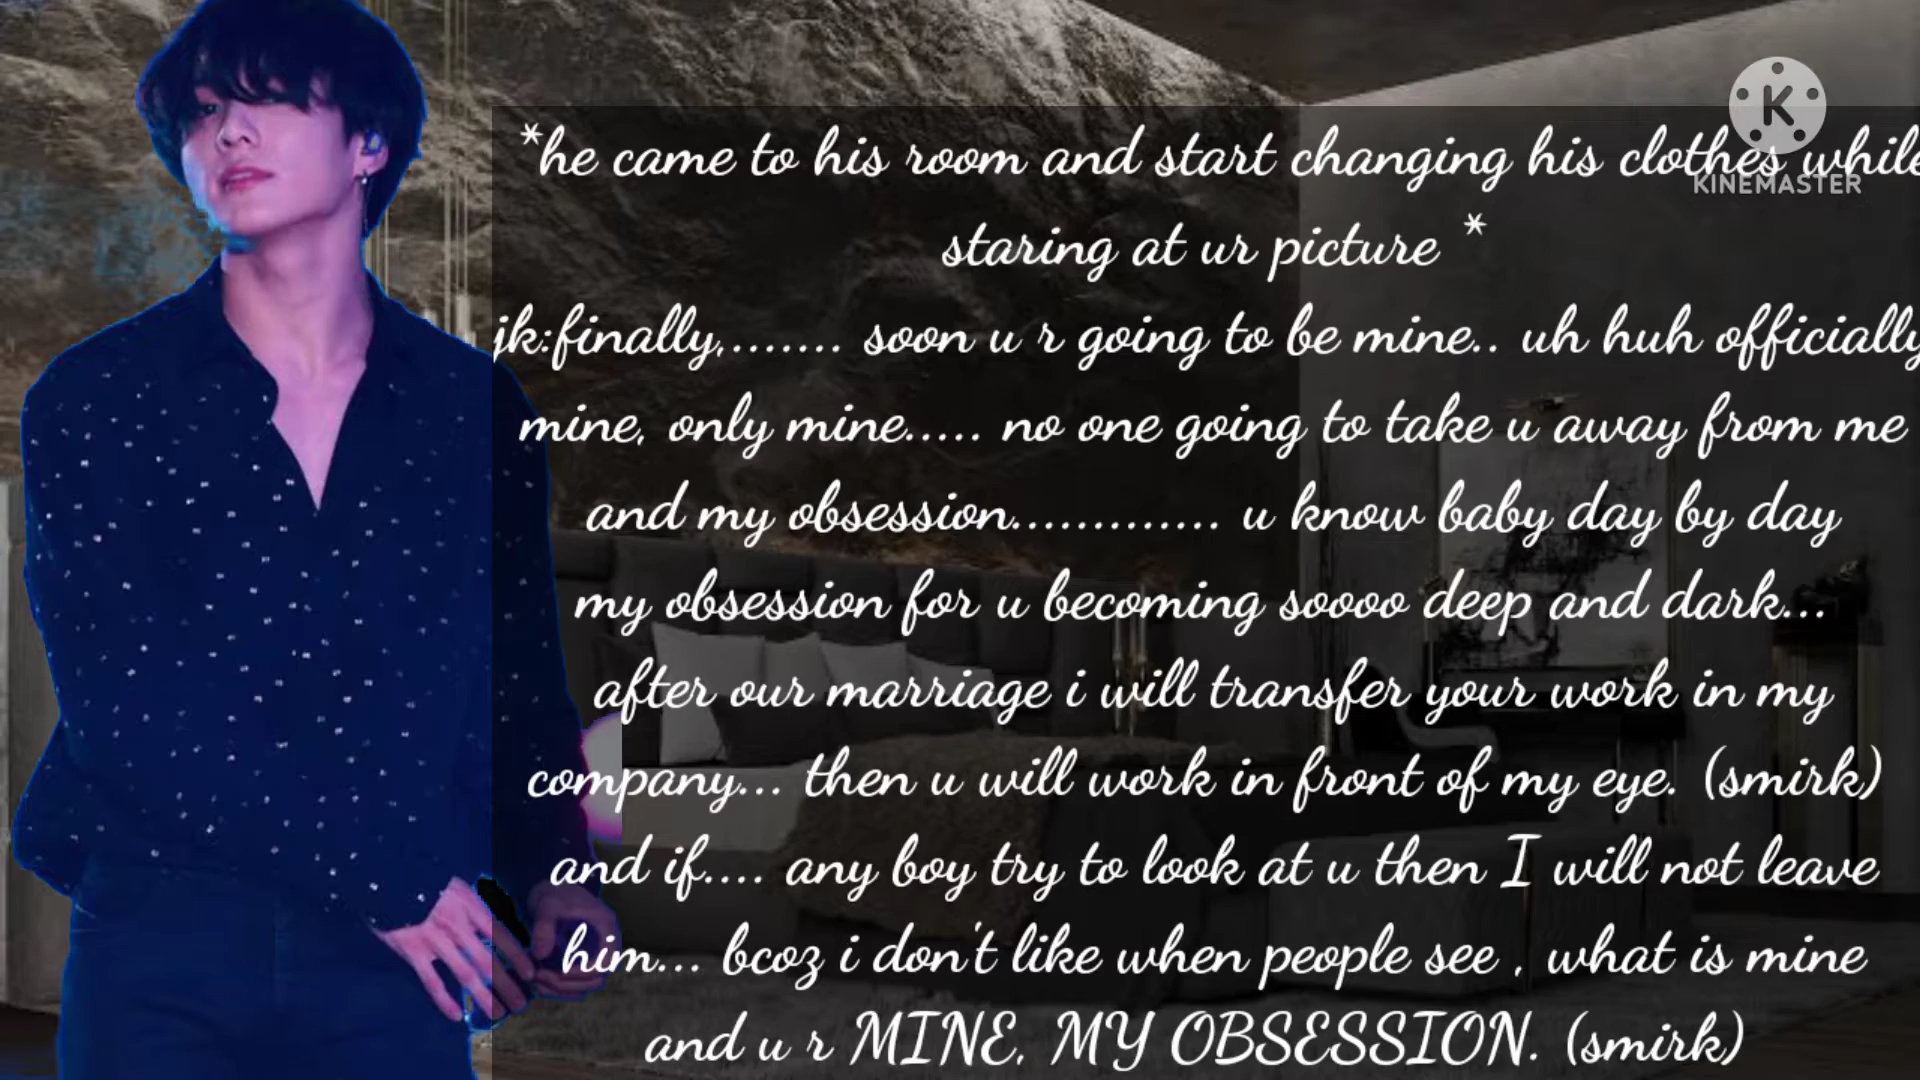 *he came to his room and start changing his clothes while
staring at ur picture *
jk:finally,....... soon u r going to be mine.. uh huh officially
mine, only mine..... no one going to take u away from me
and my obsession............. u know baby day by day
my obsession for u becoming soooo deep and dark...
after our marriage i will transfer your work in my
company... then u will work in front of my eye. (smirk)
and if.... any boy try to look at u then I will not leave
him... bcoz i don't like when people see , what is mine
and u r MINE, MY OBSESSION. (smirk)
K
KINEMASTER